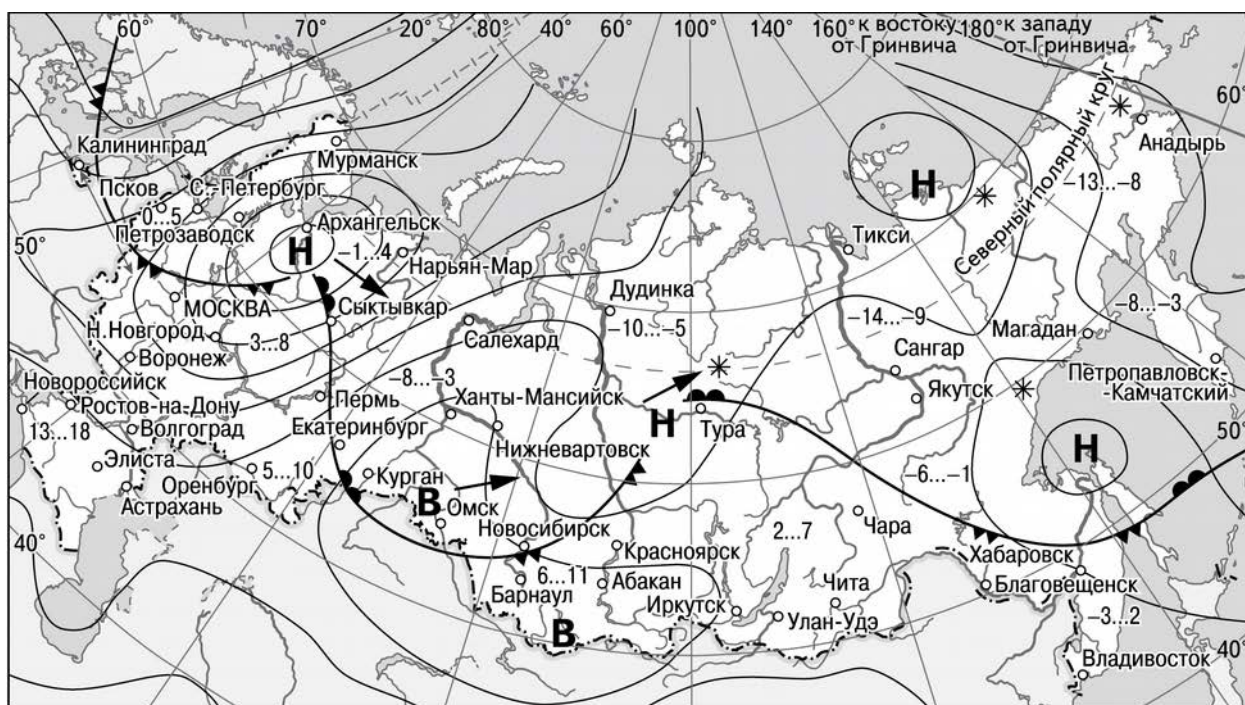 60°
70°
20°
80°
100°
140°
160°
180°
к востоку
от Гринвича
к западу
от Гринвича
60°
Северный полярный круг
Анадырь
Калининград
Мурманск
Псков
С.-Петербург
0...5
Петрозаводск
Архангельск
Н
−1...4
Нарьян-Мар
50°
МОСКВА
Сыктывкар
Н.Новгород
3...8
Воронеж
Салехард
Дудинка
−10...−5
Н
Тикси
−13...−8
−14...−9
−8...−3
Магадан
Сангар
Якутск
Петропавловск-
Камчатский
Новороссийск
Ростов-на-Дону
13...18
Волгоград
Пермь
−8...−3
Ханты-Мансийск
Н
Тура
Екатеринбург
Нижневартовск
Элиста
Оренбург
5...10
Курган
Астрахань
В
Омск
Новосибирск
−6...−1
Н
50°
2...7
Чара
Красноярск
Хабаровск
40°
6...11
Барнаул
Абакан
Иркутск
Чита
Улан-Удэ
Благовещенск
−3...2
В
Владивосток
40°